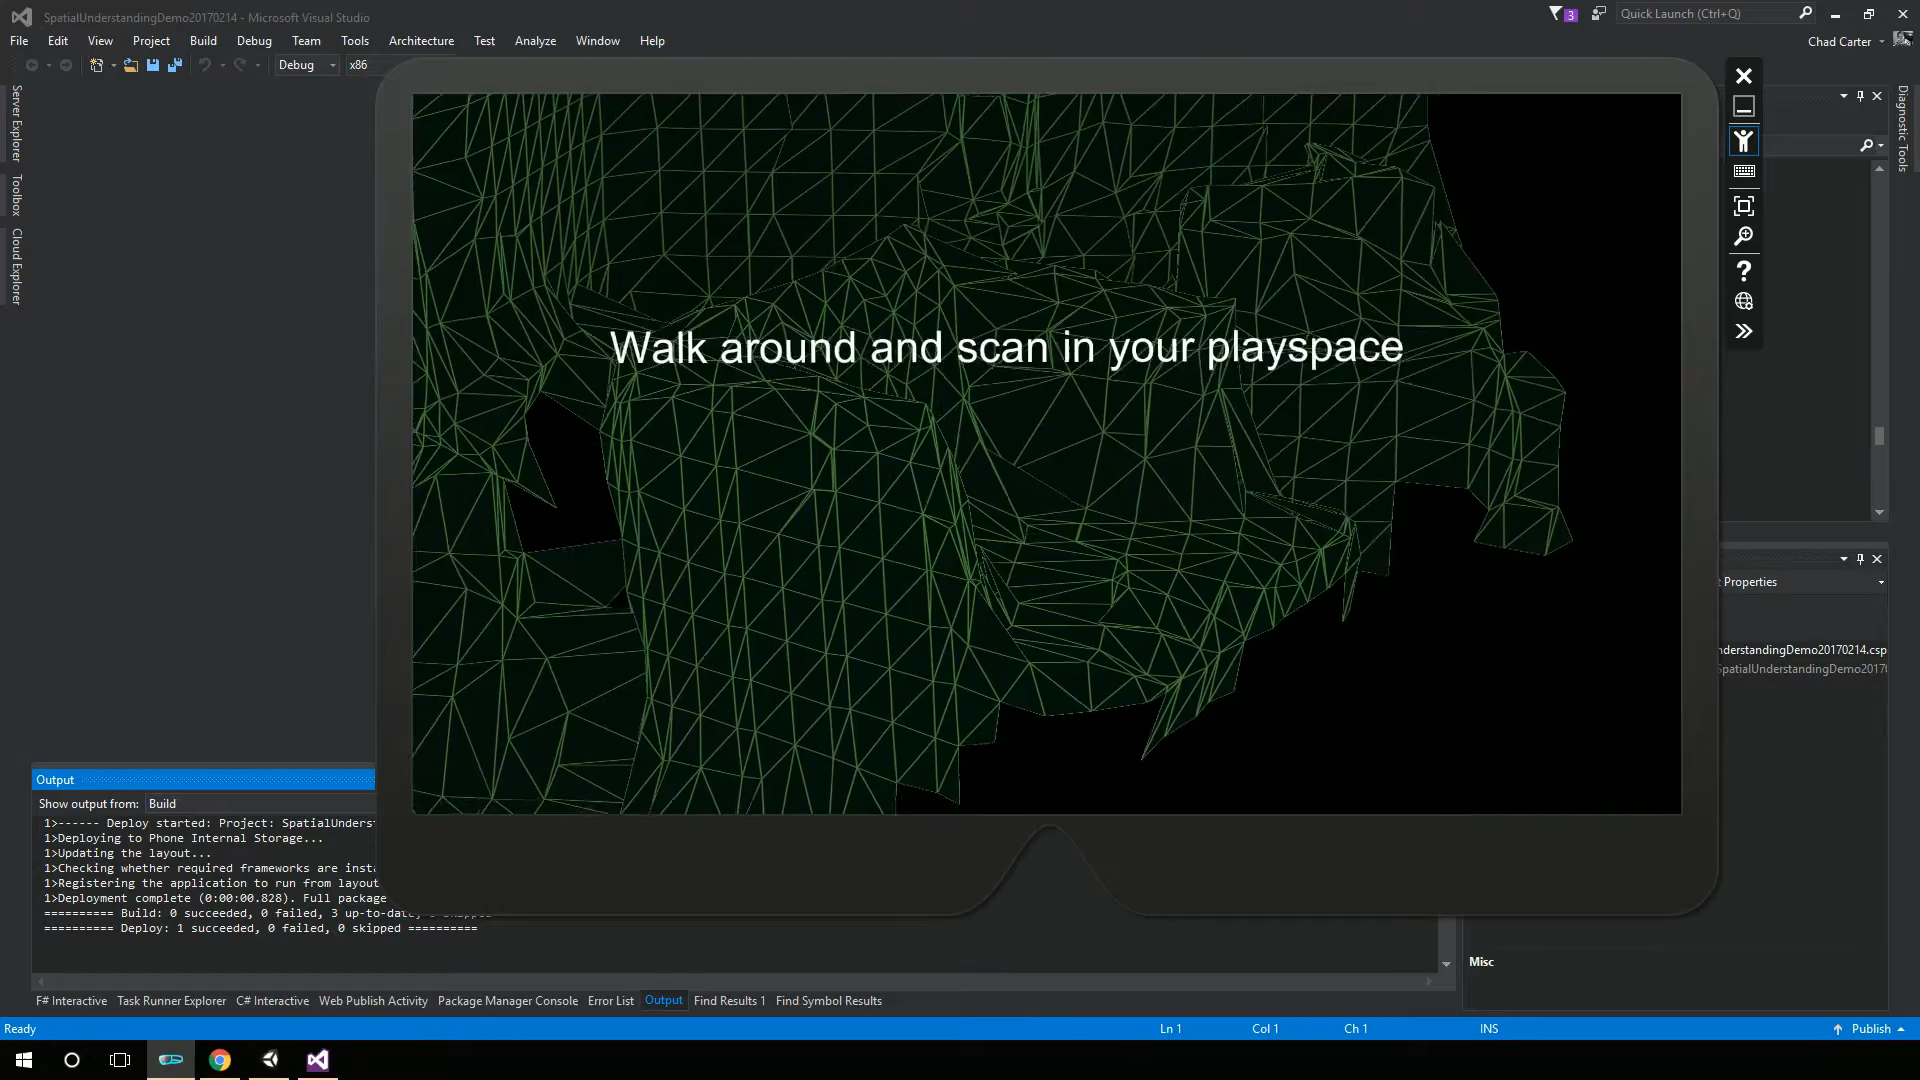 SpatialUnderstandingDemo20170214 - Microsoft Visual Studio
3
Quick Launch (Ctrl+Q)
File Edit View Project Build Debug Team Tools Architecture Test Analyze Window Help
Chad Carter
Debug x86
Server Explorer
Toolbox
Cloud Explorer
Diagnostic Tools
Walk around and scan in your playspace
Properties
nderstandingDemo20170214.csp
SpatialUnderstandingDemo2017
Output
Show output from: Build
1>------ Deploy started: Project: SpatialUnders
1>Deploying to Phone Internal Storage...
1>Updating the layout...
1>Checking whether required frameworks are inst
1>Registering the application to run from layout
1>Deployment complete (0:00:00.828). Full package
========== Build: 0 succeeded, 0 failed, 3 up-to-date, 0 skipped
========== Deploy: 1 succeeded, 0 failed, 0 skipped ==========
Misc
F# Interactive Task Runner Explorer C# Interactive Web Publish Activity Package Manager Console Error List Output Find Results 1 Find Symbol Results
Ready Ln 1 Col 1 Ch 1 INS Publish